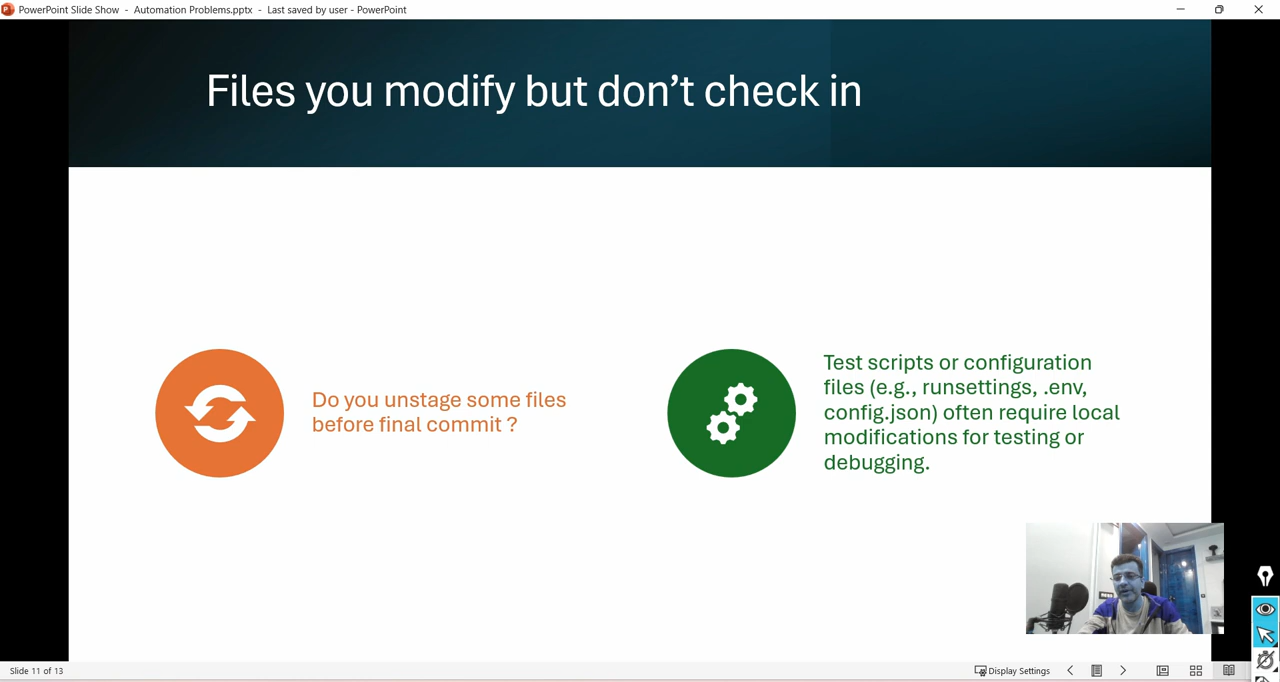 PowerPoint Slide Show - Automation Problems.pptx - Last saved by user - PowerPoint
Files you modify but don’t check in
Do you unstage some files
before final commit ?
Test scripts or configuration
files (e.g., runsettings, .env,
config.json) often require local
modifications for testing or
debugging.
Slide 11 of 13
Display Settings